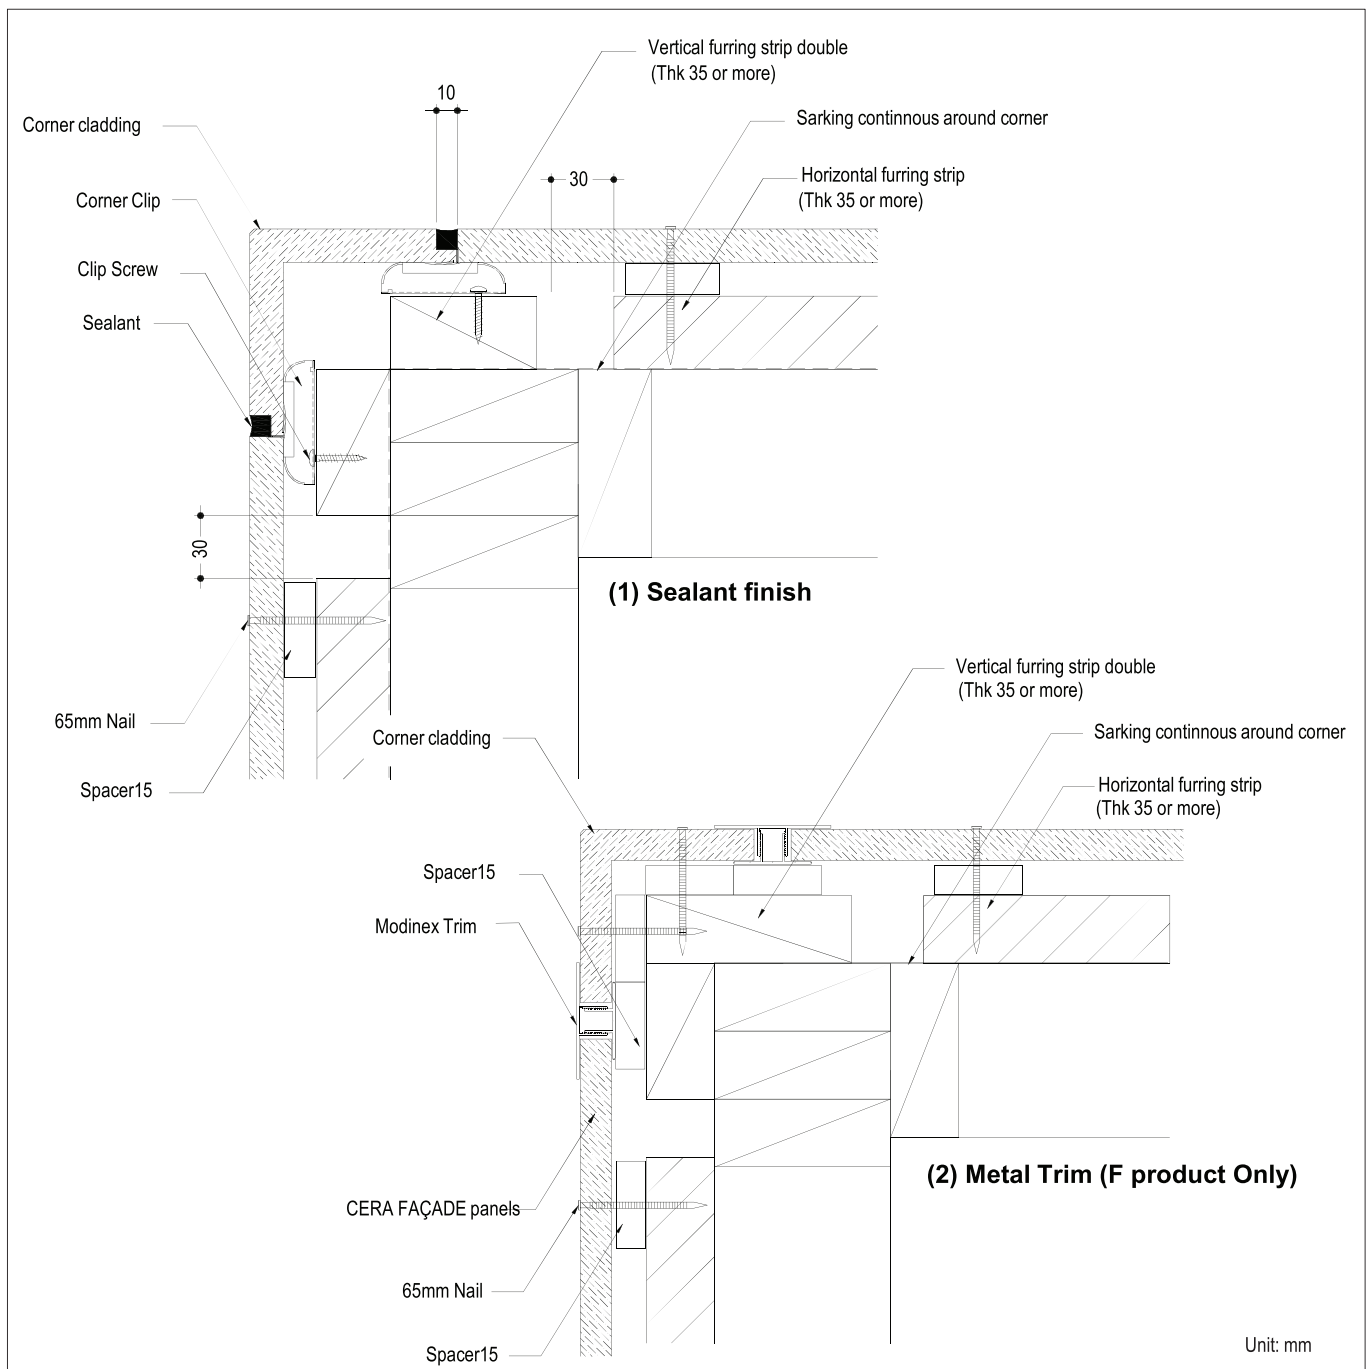 Vertical furring strip double
(Thk 35 or more)
10
Corner cladding
Sarking continnous around corner
Horizontal furring strip
(Thk 35 or more)
30
Corner Clip
Clip Screw
Sealant
30
(1) Sealant finish
65mm Nail
Spacer15
Vertical furring strip double
(Thk 35 or more)
Corner cladding
Sarking continnous around corner
Horizontal furring strip
(Thk 35 or more)
Spacer15
Modinex Trim
(2) Metal Trim (F product Only)
CERA FAÇADE panels
65mm Nail
Spacer15
Unit: mm